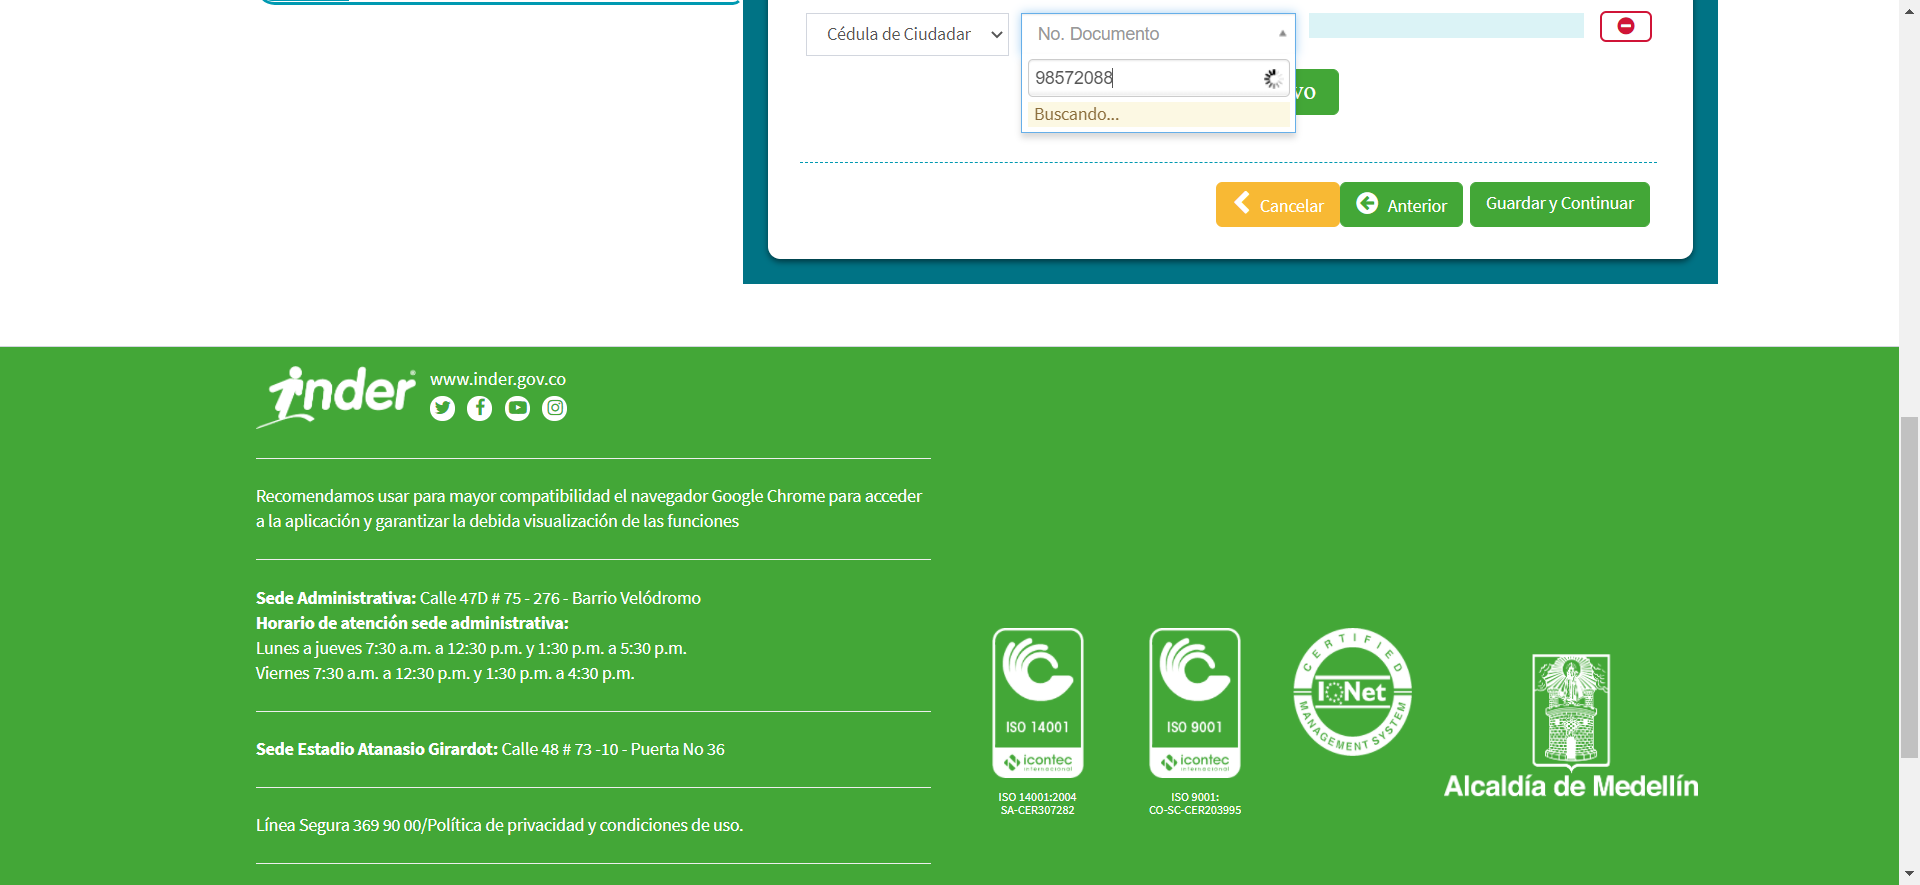 Cédula de Ciudadar
No. Documento
98572088
Buscando...
vo
Cancelar
Anterior
Guardar y Continuar
inder
www.inder.gov.co
Recomendamos usar para mayor compatibilidad el navegador Google Chrome para acceder
a la aplicación y garantizar la debida visualización de las funciones
Sede Administrativa: Calle 47D # 75 - 276 - Barrio Velódromo
Horario de atención sede administrativa:
Lunes a jueves 7:30 a.m. a 12:30 p.m. y 1:30 p.m. a 5:30 p.m.
Viernes 7:30 a.m. a 12:30 p.m. y 1:30 p.m. a 4:30 p.m.
Sede Estadio Atanasio Girardot: Calle 48 # 73 -10 - Puerta No 36
Línea Segura 369 90 00/Política de privacidad y condiciones de uso.
ISO 14001
icontec
internacional
ISO 14001:2004
SA-CER307282
ISO 9001
icontec
internacional
ISO 9001:
CO-SC-CER203995
CERTIFIED
IQNet
MANAGEMENT SYSTEM
Alcaldía de Medellín